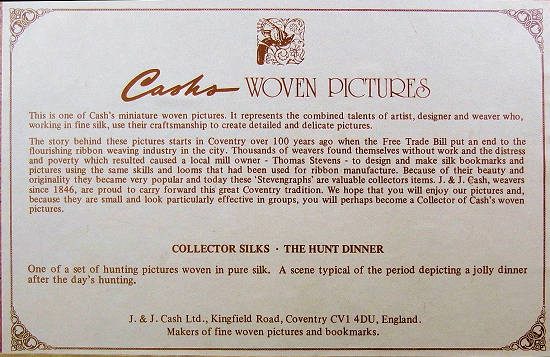 Cash's WOVEN PICTURES
This is one of Cash's miniature woven pictures. It represents the combined talents of artist, designer and weaver who,
working in fine silk, use their craftsmanship to create detailed and delicate pictures.
The story behind these pictures starts in Coventry over 100 years ago when the Free Trade Bill put an end to the
flourishing ribbon weaving industry in the city. Thousands of weavers found themselves without work and the distress
and poverty which resulted caused a local mill owner - Thomas Stevens - to design and make silk bookmarks and
pictures using the same skills and looms that had been used for ribbon manufacture. Because of their beauty and
originality they became very popular and today these 'Stevengraphs' are valuable collectors items. J. & J. Cash, weavers
since 1846, are proud to carry forward this great Coventry tradition. We hope that you will enjoy our pictures and,
because they are small and look particularly effective in groups, you will perhaps become a Collector of Cash's woven
pictures.
COLLECTOR SILKS · THE HUNT DINNER
One of a set of hunting pictures woven in pure silk. A scene typical of the period depicting a jolly dinner
after the day's hunting.
J. & J. Cash Ltd., Kingfield Road, Coventry CV1 4DU, England.
Makers of fine woven pictures and bookmarks.